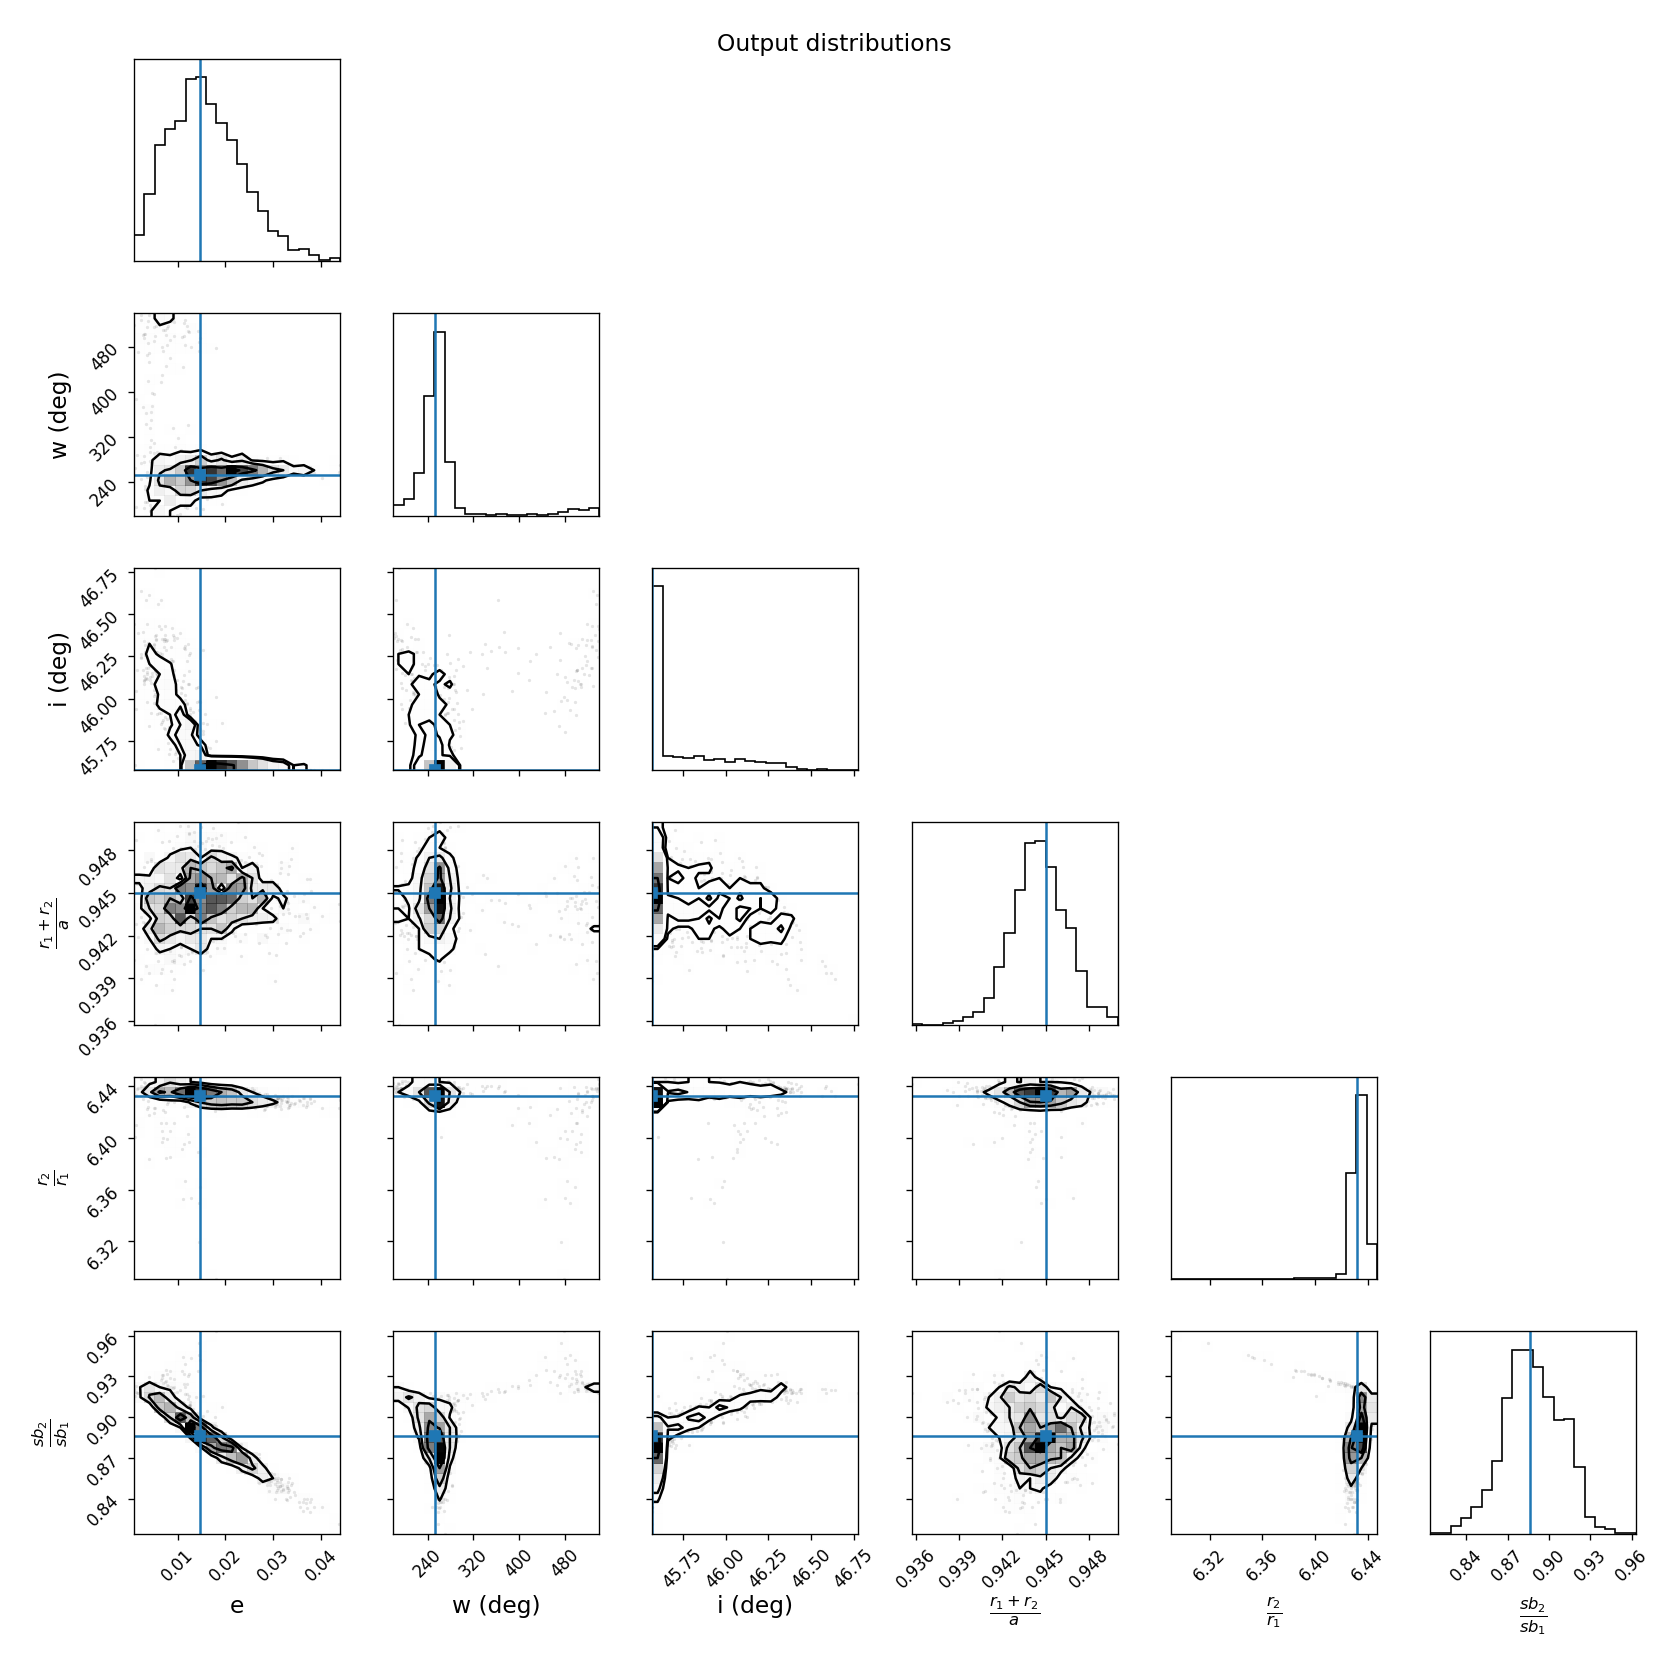 Output distributions
w (deg)
480
400
320
240
i (deg)
46.75
46.50
46.25
46.00
45.75
r₁ + r₂
a
0.948
0.945
0.942
0.939
0.936
r₂
r₁
6.44
6.40
6.36
6.32
sb₂
sb₁
0.96
0.93
0.90
0.87
0.84
0.01 0.02 0.03 0.04
240 320 400 480
45.75 46.00 46.25 46.50 46.75
0.936 0.939 0.942 0.945 0.948
6.32 6.36 6.40 6.44
0.84 0.87 0.90 0.93 0.96
e
w (deg)
i (deg)
r₁ + r₂
a
r₂
r₁
sb₂
sb₁